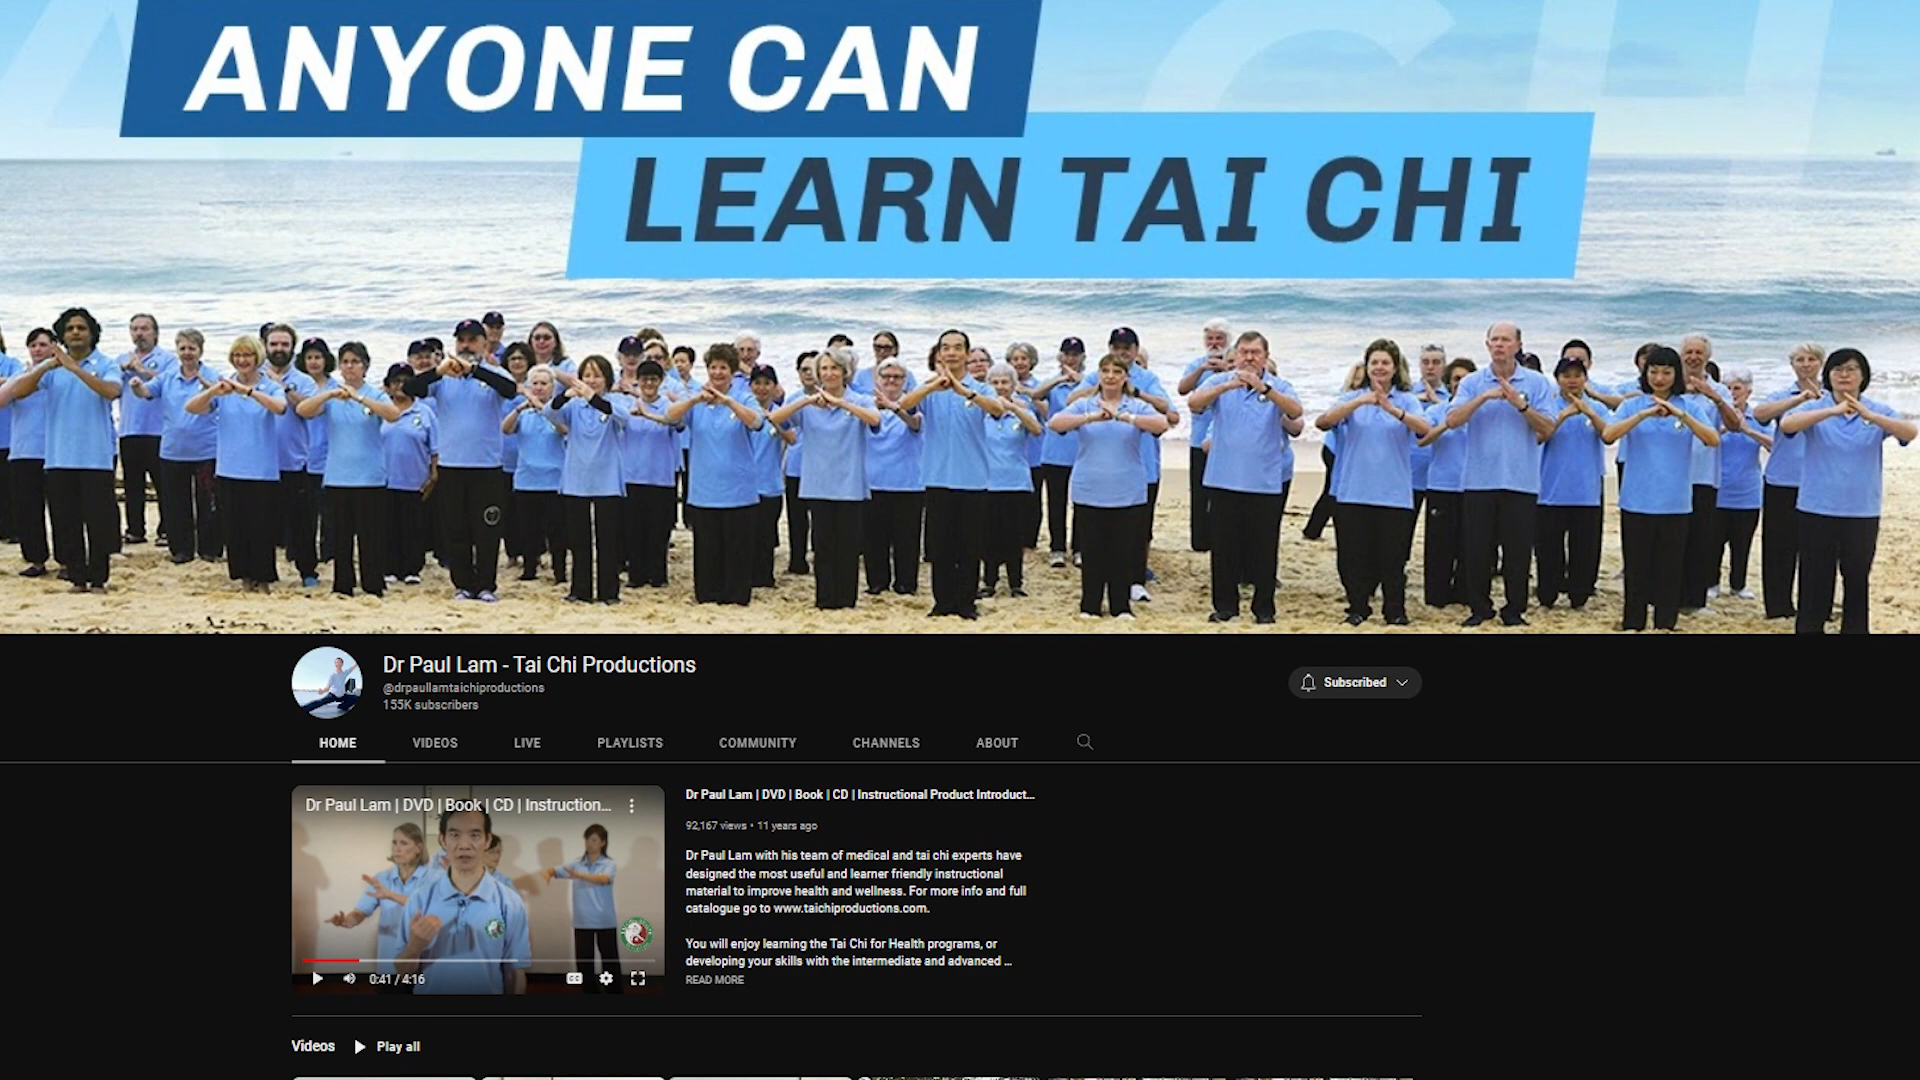 ANYONE CAN
LEARN TAI CHI
Dr Paul Lam - Tai Chi Productions
@drpaullamtaichiproductions
155K subscribers
Subscribed
HOME VIDEOS LIVE PLAYLISTS COMMUNITY CHANNELS ABOUT
Dr Paul Lam | DVD | Book | CD | Instruction...
0:41 / 4:16
CC
Dr Paul Lam | DVD | Book | CD | Instructional Product Introduct...
92,167 views • 11 years ago
Dr Paul Lam with his team of medical and tai chi experts have
designed the most useful and learner friendly instructional
material to improve health and wellness. For more info and full
catalogue go to www.taichiproductions.com.
You will enjoy learning the Tai Chi for Health programs, or
developing your skills with the intermediate and advanced ...
READ MORE
Videos Play all